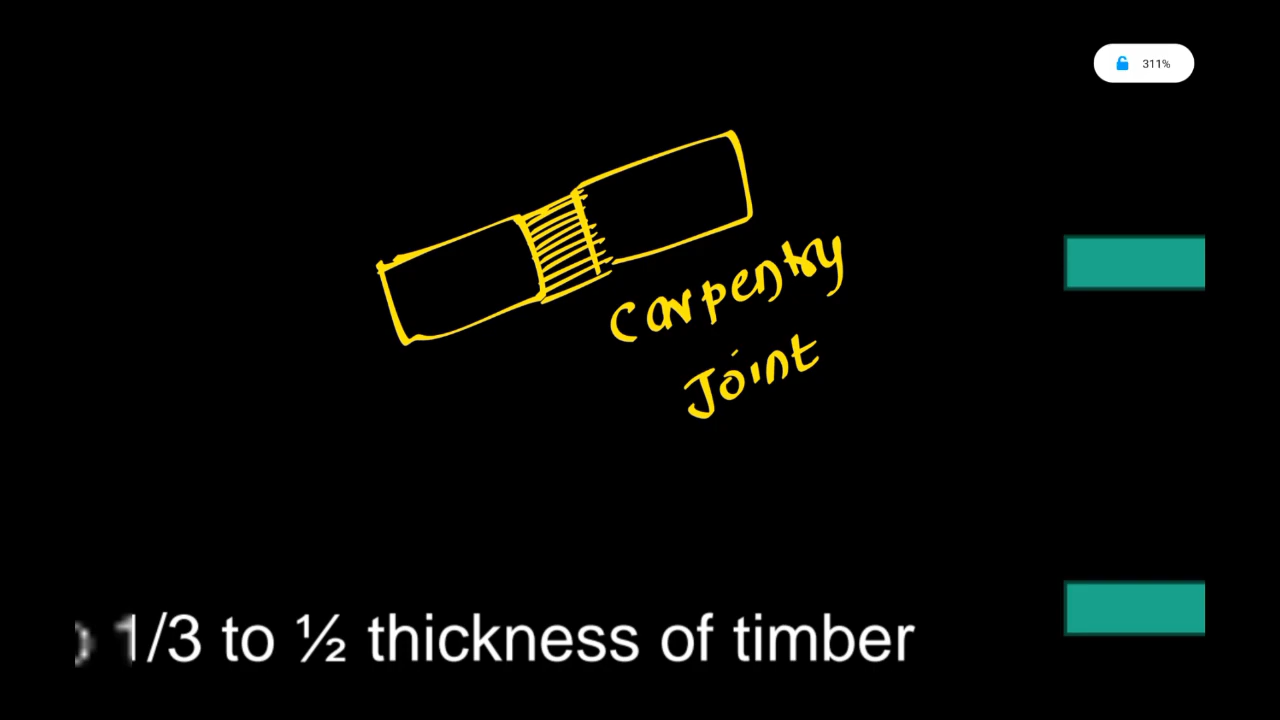 311%
Carpentry
Joint
1/3 to ½ thickness of timber